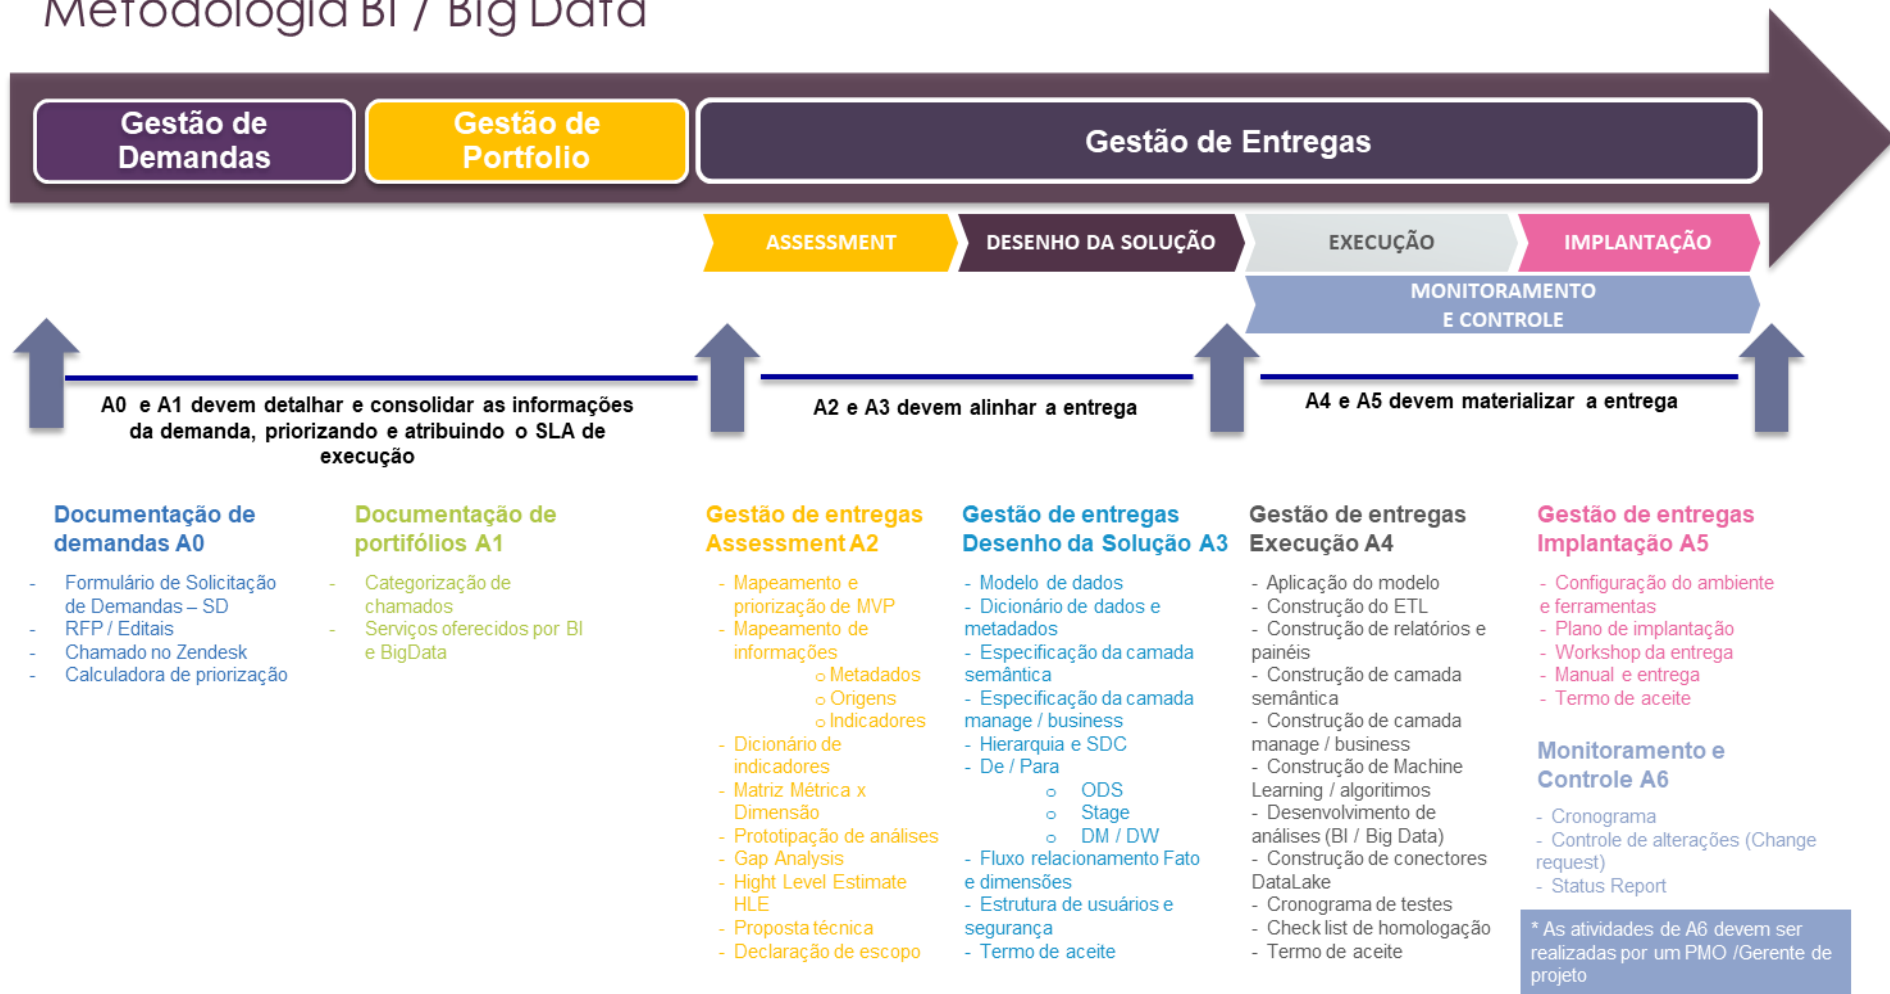 Metodologia BI / Big Data
Gestão de
Demandas
Gestão de
Portfolio
Gestão de Entregas
ASSESSMENT
DESENHO DA SOLUÇÃO
EXECUÇÃO
IMPLANTAÇÃO
MONITORAMENTO
E CONTROLE
A0 e A1 devem detalhar e consolidar as informações
da demanda, priorizando e atribuindo o SLA de
execução
A2 e A3 devem alinhar a entrega
A4 e A5 devem materializar a entrega
Documentação de
demandas A0
- Formulário de Solicitação
de Demandas – SD
- RFP / Editais
- Chamado no Zendesk
- Calculadora de priorização
Documentação de
portifólios A1
- Categorização de
chamados
- Serviços oferecidos por BI
e BigData
Gestão de entregas
Assessment A2
- Mapeamento e
priorização de MVP
- Mapeamento de
informações
o Metadados
o Origens
o Indicadores
- Dicionário de
indicadores
- Matriz Métrica x
Dimensão
- Prototipação de análises
- Gap Analysis
- Hight Level Estimate
HLE
- Proposta técnica
- Declaração de escopo
Gestão de entregas
Desenho da Solução A3
- Modelo de dados
- Dicionário de dados e
metadados
- Especificação da camada
semântica
- Especificação da camada
manage / business
- Hierarquia e SDC
- De / Para
o ODS
o Stage
o DM / DW
- Fluxo relacionamento Fato
e dimensões
- Estrutura de usuários e
segurança
- Termo de aceite
Gestão de entregas
Execução A4
- Aplicação do modelo
- Construção do ETL
- Construção de relatórios e
painéis
- Construção de camada
semântica
- Construção de camada
manage / business
- Construção de Machine
Learning / algoritimos
- Desenvolvimento de
análises (BI / Big Data)
- Construção de conectores
DataLake
- Cronograma de testes
- Check list de homologação
- Termo de aceite
Gestão de entregas
Implantação A5
- Configuração do ambiente
e ferramentas
- Plano de implantação
- Workshop da entrega
- Manual e entrega
- Termo de aceite
Monitoramento e
Controle A6
- Cronograma
- Controle de alterações (Change
request)
- Status Report
* As atividades de A6 devem ser
realizadas por um PMO /Gerente de
projeto